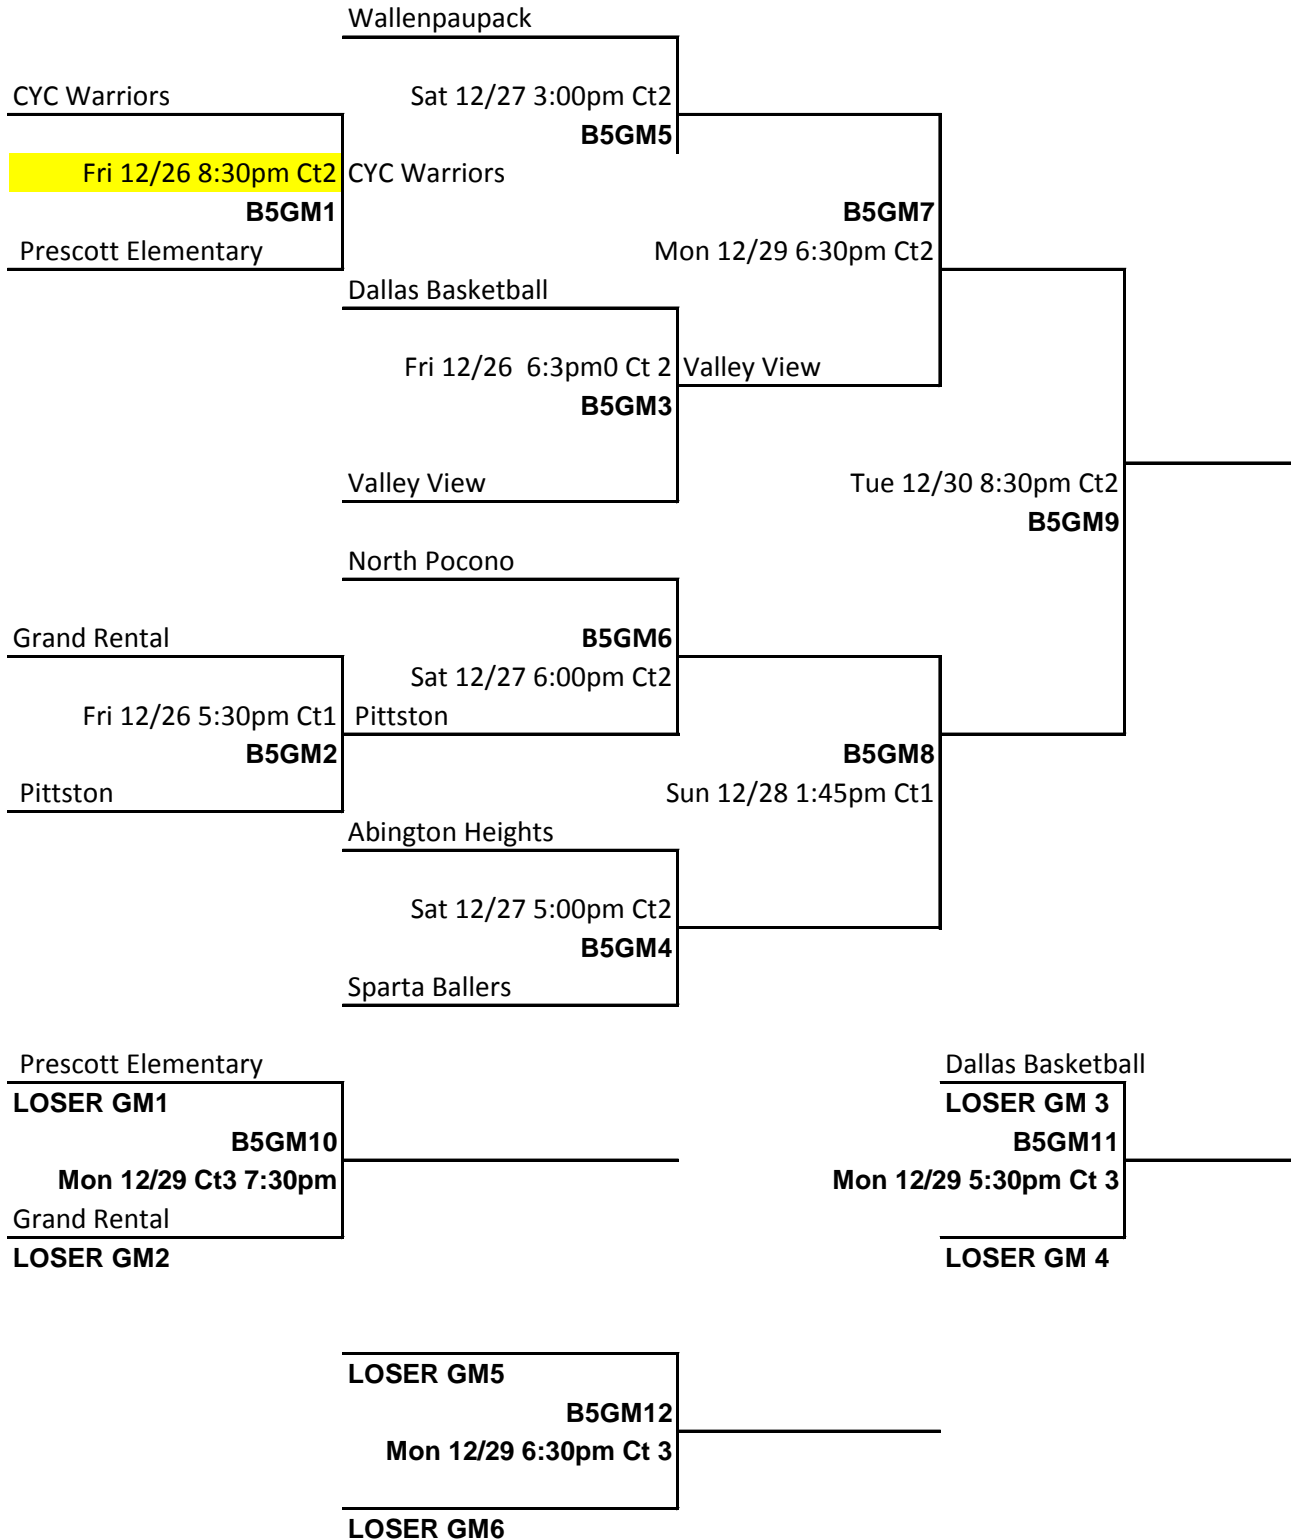 Wallenpaupack
CYC Warriors
Sat 12/27 3:00pm Ct2
B5GM5
Fri 12/26 8:30pm Ct2
CYC Warriors
B5GM1
B5GM7
Prescott Elementary
Mon 12/29 6:30pm Ct2
Dallas Basketball
Fri 12/26  6:3pm0 Ct 2
Valley View
B5GM3
Valley View
Tue 12/30 8:30pm Ct2
B5GM9
North Pocono
Grand Rental
B5GM6
Sat 12/27 6:00pm Ct2
Fri 12/26 5:30pm Ct1
Pittston
B5GM2
B5GM8
Pittston
Sun 12/28 1:45pm Ct1
Abington Heights
Sat 12/27 5:00pm Ct2
B5GM4
Sparta Ballers
Prescott Elementary
Dallas Basketball
LOSER GM1
LOSER GM 3
B5GM10
B5GM11
Mon 12/29 Ct3 7:30pm
Mon 12/29 5:30pm Ct 3
Grand Rental
LOSER GM2
LOSER GM 4
LOSER GM5
B5GM12
Mon 12/29 6:30pm Ct 3
LOSER GM6